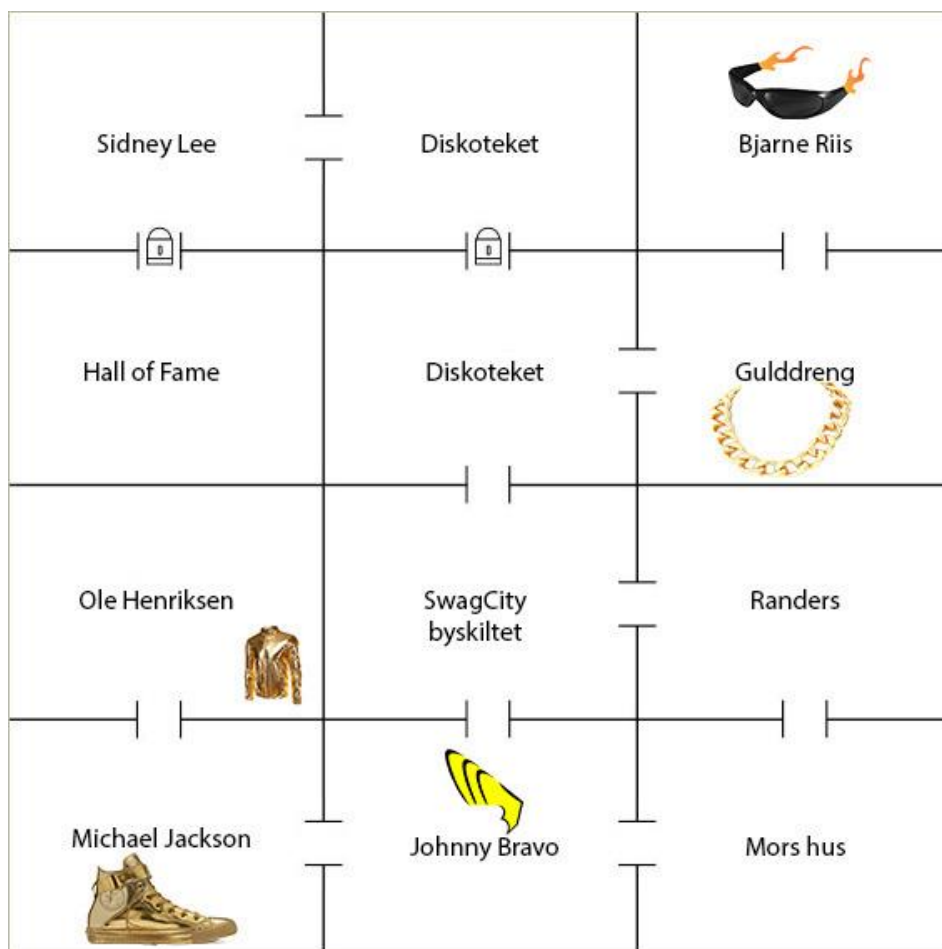 Sidney Lee
Diskoteket
Bjarne Riis
D
D
Hall of Fame
Diskoteket
Gulddreng
Ole Henriksen
SwagCity
byskiltet
Randers
Michael Jackson
Johnny Bravo
Mors hus